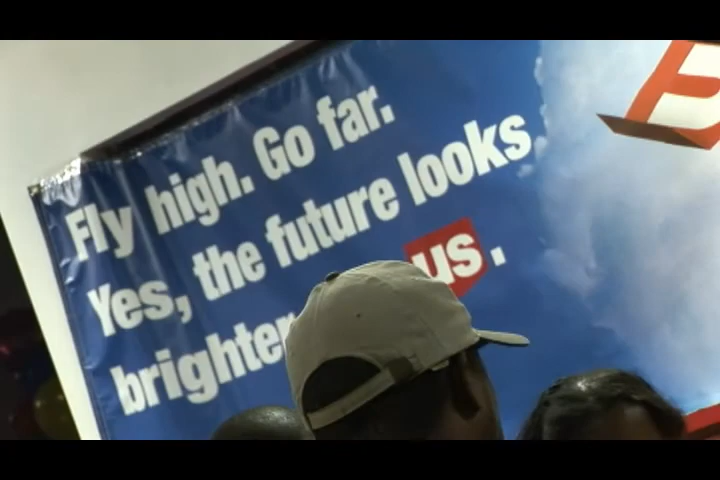 Fly high. Go far.
Yes, the future looks
brighter us.
E